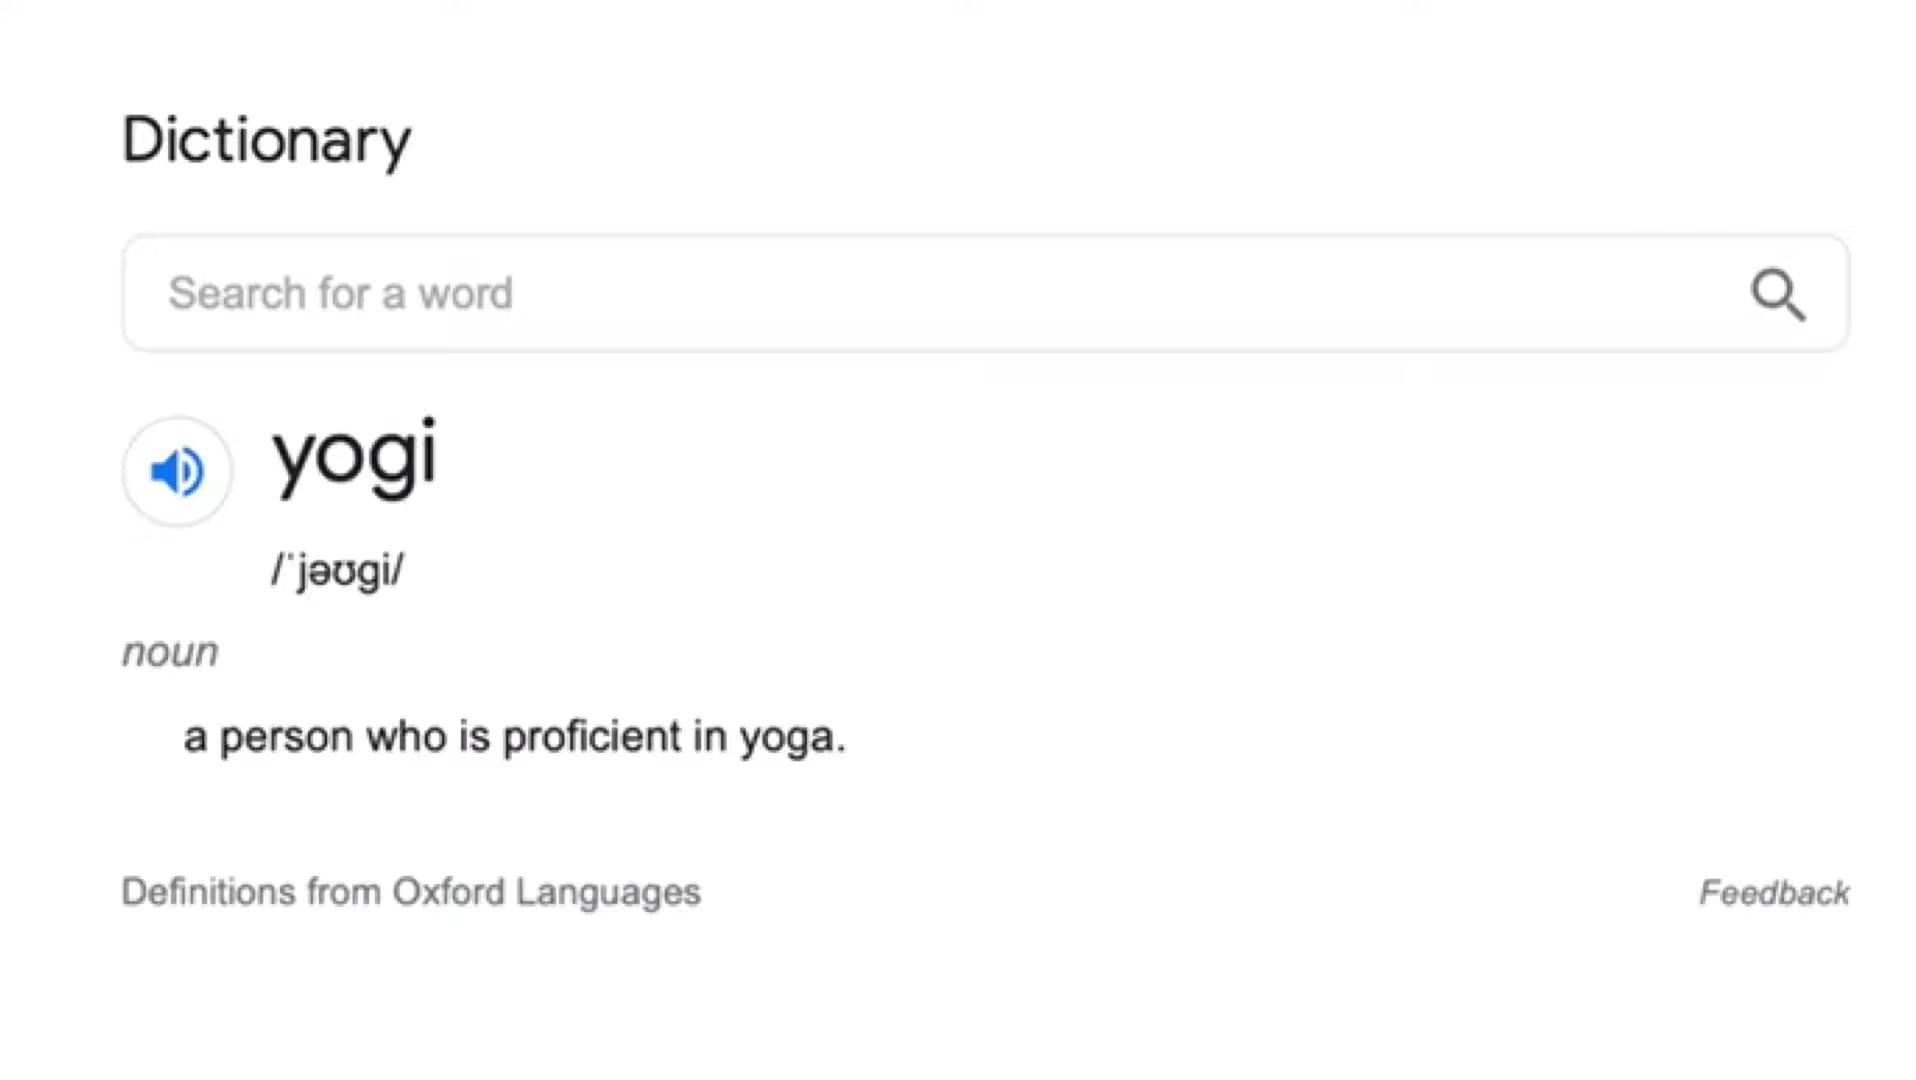 Dictionary
Search for a word
yogi
/ˈjəʊgi/
noun
a person who is proficient in yoga.
Definitions from Oxford Languages
Feedback